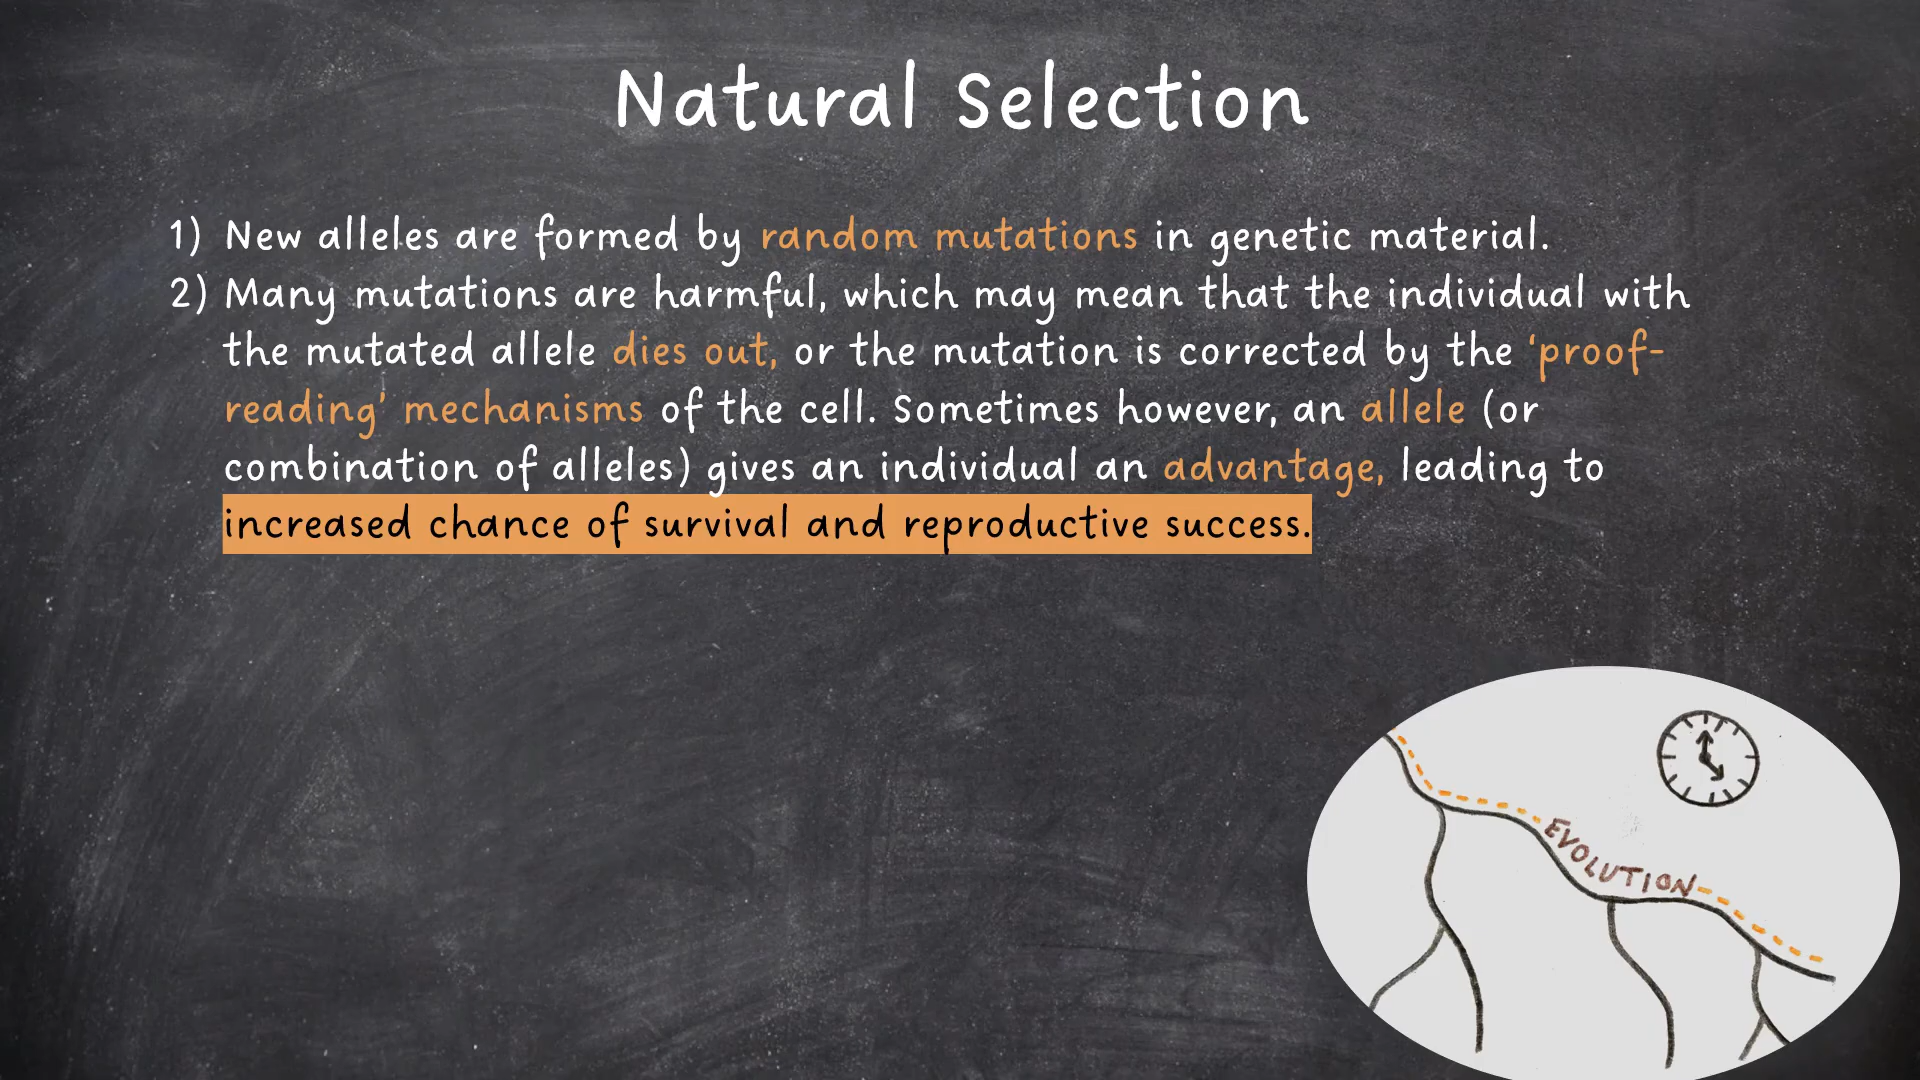 Natural Selection
1) New alleles are formed by random mutations in genetic material.
2) Many mutations are harmful, which may mean that the individual with
the mutated allele dies out, or the mutation is corrected by the ‘proof-
reading’ mechanisms of the cell. Sometimes however, an allele (or
combination of alleles) gives an individual an advantage, leading to
increased chance of survival and reproductive success.
EVOLUTION